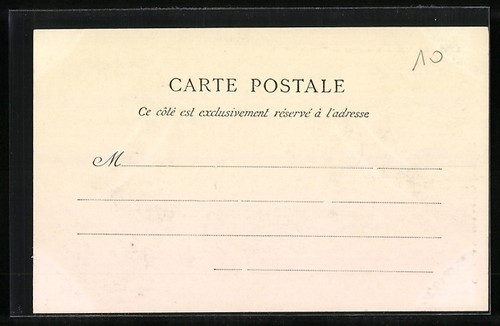 10
CARTE POSTALE
Ce côté est exclusivement réservé à l'adresse
M